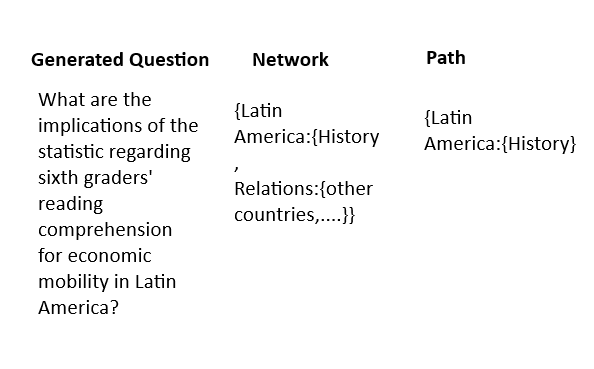 Generated Question
Network
Path
What are the
implications of the
statistic regarding
sixth graders'
reading
comprehension
for economic
mobility in Latin
America?
{Latin
America:{History
,
Relations:{other
countries,....}}
{Latin
America:{History}